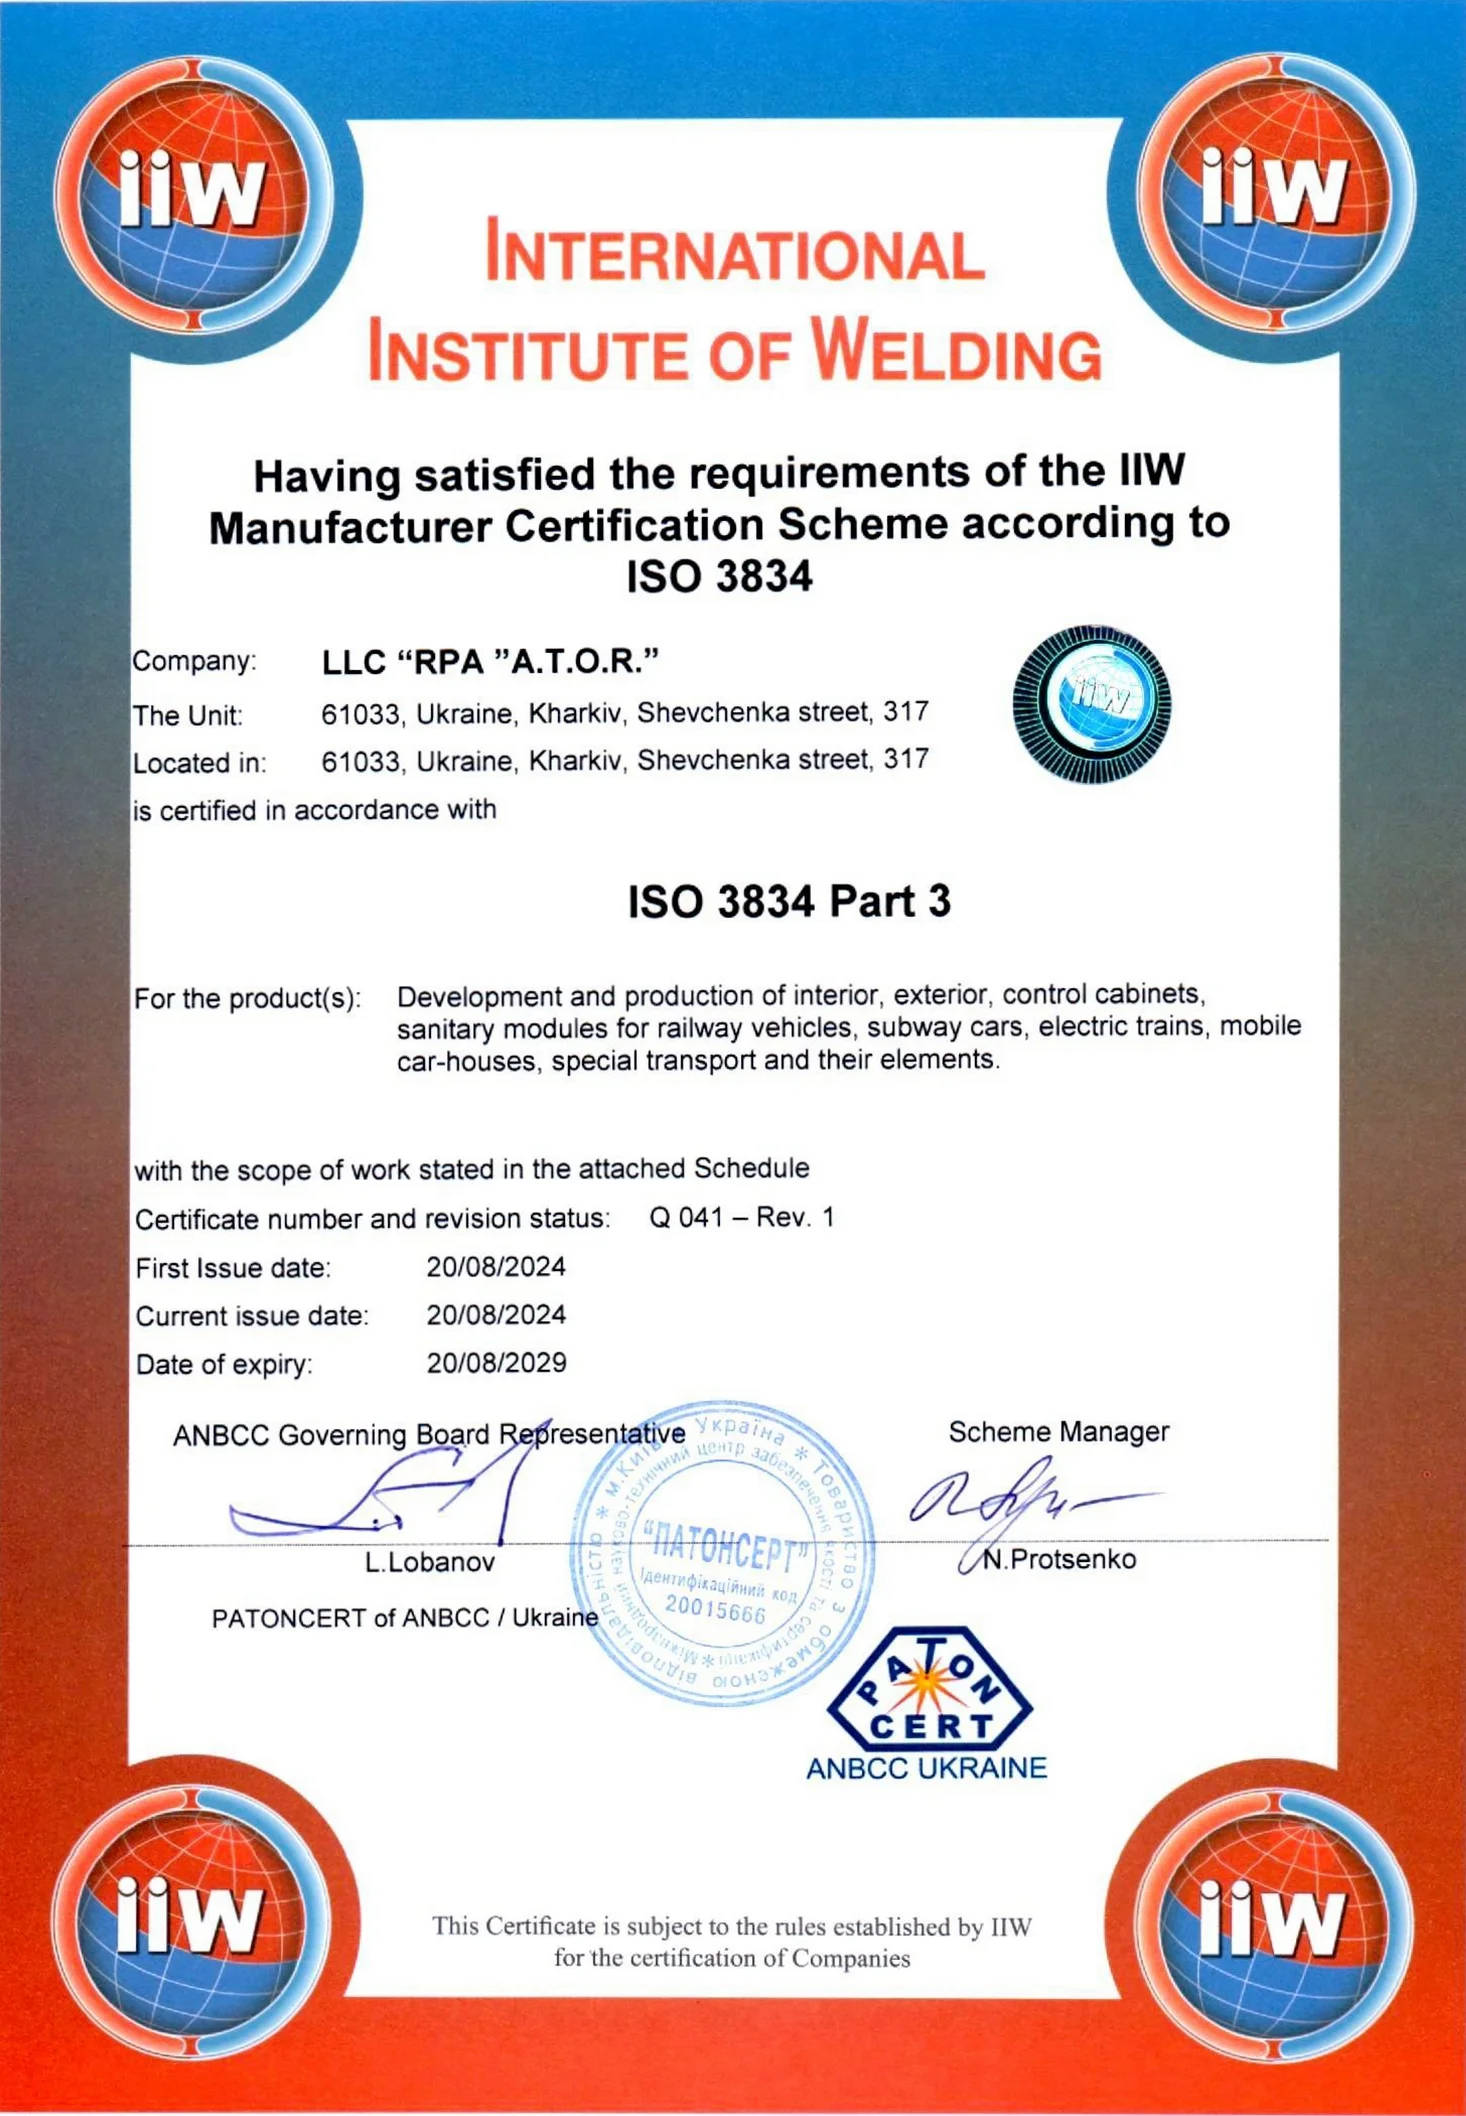 iiw
iiw
INTERNATIONAL
INSTITUTE OF WELDING
Having satisfied the requirements of the IIW
Manufacturer Certification Scheme according to
ISO 3834
Company: LLC “RPA ”A.T.O.R.”
The Unit: 61033, Ukraine, Kharkiv, Shevchenka street, 317
Located in: 61033, Ukraine, Kharkiv, Shevchenka street, 317
iiw
is certified in accordance with
ISO 3834 Part 3
For the product(s): Development and production of interior, exterior, control cabinets,
sanitary modules for railway vehicles, subway cars, electric trains, mobile
car-houses, special transport and their elements.
with the scope of work stated in the attached Schedule
Certificate number and revision status: Q 041 – Rev. 1
First Issue date: 20/08/2024
Current issue date: 20/08/2024
Date of expiry: 20/08/2029
ANBCC Governing Board Representative
Scheme Manager
L.Lobanov
N.Protsenko
PATONCERT of ANBCC / Ukraine
м.Київ * Україна * Товариство з обмеженою відповідальністю *
Міжнародний науково-технічний центр забезпечення якості та сертифікації *
“ПАТОНСЕРТ”
Ідентифікаційний код
20015666
PATON
CERT
ANBCC UKRAINE
iiw
iiw
This Certificate is subject to the rules established by IIW
for the certification of Companies